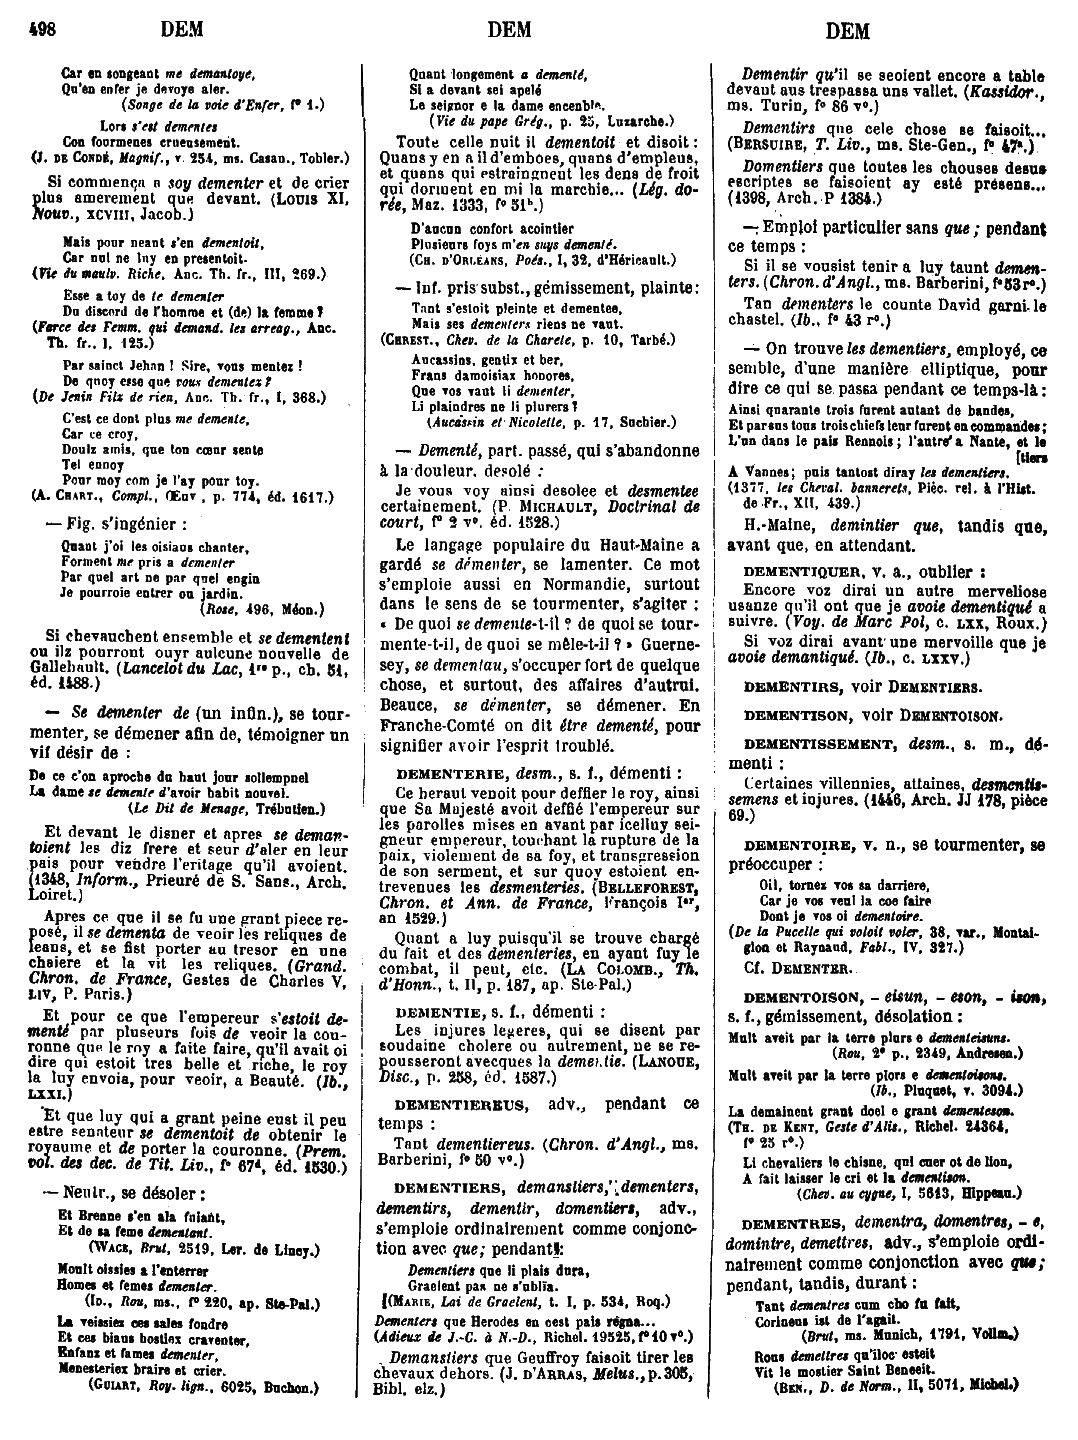 498 DEM DEM DEM
Car en songeant me demantoye,
Qu'en enfer je devoye aler.
(Songe de la voie d'Enfer, f° 1.)
Lors s'est dementes
Con fourmenes crueusement.
(J. DE CONDÉ, Magnif., v. 254, ms. Casan., Tobler.)
Si commença a soy dementer et de crier
plus amerement que devant. (LOUIS XI,
Nouv., XCVIII, Jacob.)
Mais pour neant s'en dementoit,
Car nul ne luy en presentoit.
(Vie du maulv. Riche, Anc. Th. fr., III, 269.)
Esse a toy de te dementer
Du discord de l'homme et (de) la femme?
(Farce des Femm. qui demand. les arreag., Anc.
Th. fr., I, 125.)
Par sainct Jehan ! Sire, vous mentez !
De quoy esse que vous dementez ?
(De Jenin Filz de rien, Anc. Th. fr., I, 368.)
C'est ce dont plus me demente,
Car ce croy,
Doulz amis, que ton cœur sente
Tel ennoy
Pour moy com je l'ay pour toy.
(A. CHART., Compl., Œuv., p. 774, éd. 1617.)
— Fig. s'ingénier :
Quant j'oi les oisiaus chanter,
Forment me pris a dementer
Par quel art ne par quel engin
Je pourroie entrer ou jardin.
(Rose, 496, Méon.)
Si chevauchent ensemble et se dementent
ou ilz pourront ouyr aulcune nouvelle de
Gallehault. (Lancelot du Lac, 1re p., ch. 51,
éd. 1488.)
— Se dementer de (un infin.), se tour-
menter, se démener afin de, témoigner un
vif désir de :
De ce c'on aproche du haut jour sollempnel
La dame se demente d'avoir habit nouvel.
(Le Dit de Menage, Trébutien.)
Et devant le disner et apres se deman-
toient les diz frere et seur d'aler en leur
pais pour vendre l'eritage qu'il avoient.
(1348, Inform., Prieuré de S. Sans., Arch.
Loiret.)
Apres ce que il se fu une grant piece re-
posé, il se dementa de veoir les reliques de
leans, et se fist porter au tresor en une
chaiere et la vit les reliques. (Grand.
Chron. de France, Gestes de Charles V,
LIV, P. Paris.)
Et pour ce que l'empereur s'estoit de-
menté par pluseurs fois de veoir la cou-
ronne que le roy a faite faire, qu'il avait oi
dire qui estoit tres belle et riche, le roy
la luy envoia, pour veoir, a Beauté. (Ib.,
LXXI.)
Et que luy qui a grant peine eust il peu
estre senateur se dementoit de obtenir le
royaume et de porter la couronne. (Prem.
vol. des dec. de Tit. Liv., f° 67d, éd. 1530.)
— Neutr., se désoler :
Et Brenne s'en ala fuiant,
Et de sa feme dementant.
(WACE, Brut, 2519, Ler. de Lincy.)
Moult oissies a l'enterrer
Homes et femes dementer.
(ID., Rou, ms., f° 220, ap. Ste-Pal.)
La veissiez ces sales fondre
Et ces biaus hostiex craventer,
Enfanz et fames dementer,
Menesteriex braire et crier.
(GUIART, Roy. lign., 6025, Buchon.)
Quant longement a dementé,
Si a devant sei apelé
Le seignor e la dame encenble.
(Vie du pape Grég., p. 25, Luzarche.)
Toute celle nuit il dementoit et disoit :
Quans y en a il d'emboes, quans d'empleus,
et quans qui estraingnent les dens de froit
qui dorment en mi la marchie... (Lég. do-
rée, Maz. 1333, f° 51b.)
D'aucun confort acointier
Plusieurs foys m'en suys dementé.
(CH. D'ORLÉANS, Poés., I, 32, d'Héricault.)
— Inf. pris subst., gémissement, plainte :
Tant s'estoit pleinte et dementee,
Mais ses dementers riens ne vaut.
(CHREST., Chev. de la Charete, p. 10, Tarbé.)
Aucassins, gentix et ber,
Frans damoisiax honores,
Que vos vaut li dementer,
Li plaindres ne li plurers ?
(Aucassin et Nicolette, p. 17, Suchier.)
— Dementé, part. passé, qui s'abandonne
à la douleur, desolé :
Je vous voy ainsi desolee et desmentee
certainement. (P. MICHAULT, Doctrinal de
court, f° 2 v°, éd. 1528.)
Le langage populaire du Haut-Maine a
gardé se démenter, se lamenter. Ce mot
s'emploie aussi en Normandie, surtout
dans le sens de se tourmenter, s'agiter :
« De quoi se demente-t-il ? de quoi se tour-
mente-t-il, de quoi se mêle-t-il ? » Guerne-
sey, se dementau, s'occuper fort de quelque
chose, et surtout, des affaires d'autrui.
Beauce, se démenter, se démener. En
Franche-Comté on dit être dementé, pour
signifier avoir l'esprit troublé.
DEMENTERIE, desm., s. f., démenti :
Ce heraut venoit pour deffier le roy, ainsi
que Sa Majesté avoit deffié l'empereur sur
les parolles mises en avant par icelluy sei-
gneur empereur, touchant la rupture de la
paix, violement de sa foy, et transgression
de son serment, et sur quoy estoient en-
trevenues les desmenteries. (BELLEFOREST,
Chron. et Ann. de France, François Ier,
an 1529.)
Quant a luy puisqu'il se trouve chargé
du fait et des demenieries, en ayant fuy le
combat, il peut, etc. (LA COLOMB., Th.
d'Honn., t. II, p. 187, ap. Ste-Pal.)
DEMENTIE, s. f., démenti :
Les injures legeres, qui se disent par
soudaine cholere ou autrement, ne se re-
pousseront avecques la dementie. (LANOUE,
Disc., p. 258, éd. 1587.)
DEMENTIEREUS, adv., pendant ce
temps :
Tant dementiereus. (Chron. d'Angl., ms.
Barberini, f° 50 v°.)
DEMENTIERS, demanstiers, dementers,
dementirs, dementir, domentiers, adv.,
s'emploie ordinairement comme conjonc-
tion avec que; pendant :
Dementiers que li plais dura,
Graelent pas ne s'ublia.
(MARIE, Lai de Graelent, t. I, p. 534, Roq.)
Dementers que Herodes en cest païs régna...
(Adieux de J.-C. à N.-D., Richel. 19525, f° 10 v°.)
Demanstiers que Geuffroy faisoit tirer les
chevaux dehors. (J. D'ARRAS, Melus., p. 305,
Bibl. elz.)
Dementir qu'il se seoient encore a table
devant aus trespassa uns vallet. (Kassidor.,
ms. Turin, f° 86 v°.)
Dementirs que cele chose se faisoit...
(BERSUIRE, T. Liv., ms. Ste-Gen., f° 47a.)
Domentiers que toutes les chouses desus
escriptes se faisoient ay esté présens...
(1398, Arch. P 1384.)
— Emploi particulier sans que ; pendant
ce temps :
Si il se vousist tenir a luy taunt demen-
ters. (Chron. d'Angl., ms. Barberini, f° 53 r°.)
Tan dementers le counte David garni le
chastel. (Ib., f° 43 r°.)
— On trouve les dementiers, employé, ce
semble, d'une manière elliptique, pour
dire ce qui se passa pendant ce temps-là :
Ainsi quarante trois furent autant de bandes,
Et par sus tous trois chiefs leur furent en commandes ;
L'un dans le pais Rennois ; l'autre a Nante, et le
[tiers
A Vannes ; puis tantost diray les dementiers.
(1377, les Cheval. bannerets, Pièc. rel. à l'Hist.
de Fr., XII, 439.)
H.-Maine, demintier que, tandis que,
avant que, en attendant.
DEMENTIQUER, v. a., oublier :
Encore voz dirai un autre merveliose
usanze qu'il ont que je avoie dementiqué a
suivre. (Voy. de Marc Pol, c. LXX, Roux.)
Si voz dirai avant une mervoille que je
avoie demantiqué. (Ib., c. LXXV.)
DEMENTIRS, voir DEMENTIERS.
DEMENTISON, voir DEMENTOISON.
DEMENTISSEMENT, desm., s. m., dé-
menti :
Certaines villennies, attaines, desmentis-
semens et injures. (1446, Arch. JJ 178, pièce
69.)
DEMENTOIRE, v. n., se tourmenter, se
préoccuper :
Oil, tornez vos sa darriere,
Car je vos veul la coe faire
Dont je vos oi dementoire.
(De la Pucelle qui voloit voler, 38, var., Montai-
glon et Raynaud, Fabl., IV, 327.)
Cf. DEMENTER.
DEMENTOISON, - eisun, - eson, - ison,
s. f., gémissement, désolation :
Mult aveit par la terre plurs e dementeisuns.
(Rou, 2e p., 2349, Andresen.)
Mult aveit par la terre plors e dementoisons.
(Ib., Pluquet, v. 3094.)
La demainent grant doel e grant dementeson.
(TH. DE KENT, Geste d'Alis., Richel. 24364,
f° 25 r°.)
Li chevaliers le chisne, qui cuer ot de lion,
A fait laisser le cri et la dementison.
(Chev. au cygne, I, 5613, Hippeau.)
DEMENTRES, dementra, domentres, - e,
domintre, demettres, adv., s'emploie ordi-
nairement comme conjonction avec que ;
pendant, tandis, durant :
Tant dementres cum cho fu fait,
Corineus ist de l'agait.
(Brut, ms. Munich, 1791, Vollm.)
Rous demettres qu'iloc esteit
Vit le mostier Saint Beneeit.
(BEN., D. de Norm., II, 5071, Michel.)